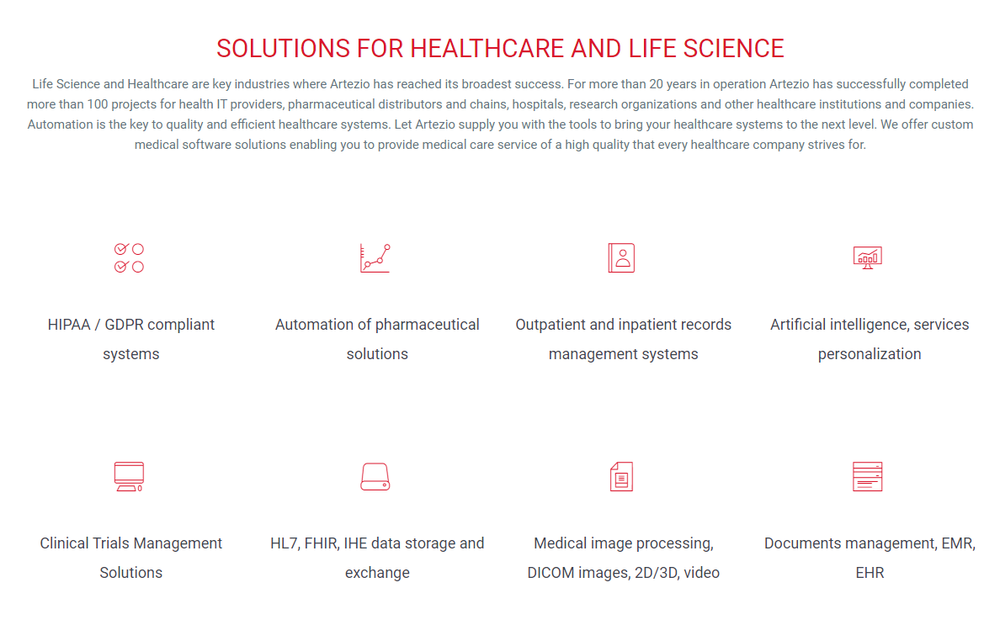 SOLUTIONS FOR HEALTHCARE AND LIFE SCIENCE
Life Science and Healthcare are key industries where Artezio has reached its broadest success. For more than 20 years in operation Artezio has successfully completed
more than 100 projects for health IT providers, pharmaceutical distributors and chains, hospitals, research organizations and other healthcare institutions and companies.
Automation is the key to quality and efficient healthcare systems. Let Artezio supply you with the tools to bring your healthcare systems to the next level. We offer custom
medical software solutions enabling you to provide medical care service of a high quality that every healthcare company strives for.
HIPAA / GDPR compliant
systems
Automation of pharmaceutical
solutions
Outpatient and inpatient records
management systems
Artificial intelligence, services
personalization
Clinical Trials Management
Solutions
HL7, FHIR, IHE data storage and
exchange
Medical image processing,
DICOM images, 2D/3D, video
Documents management, EMR,
EHR